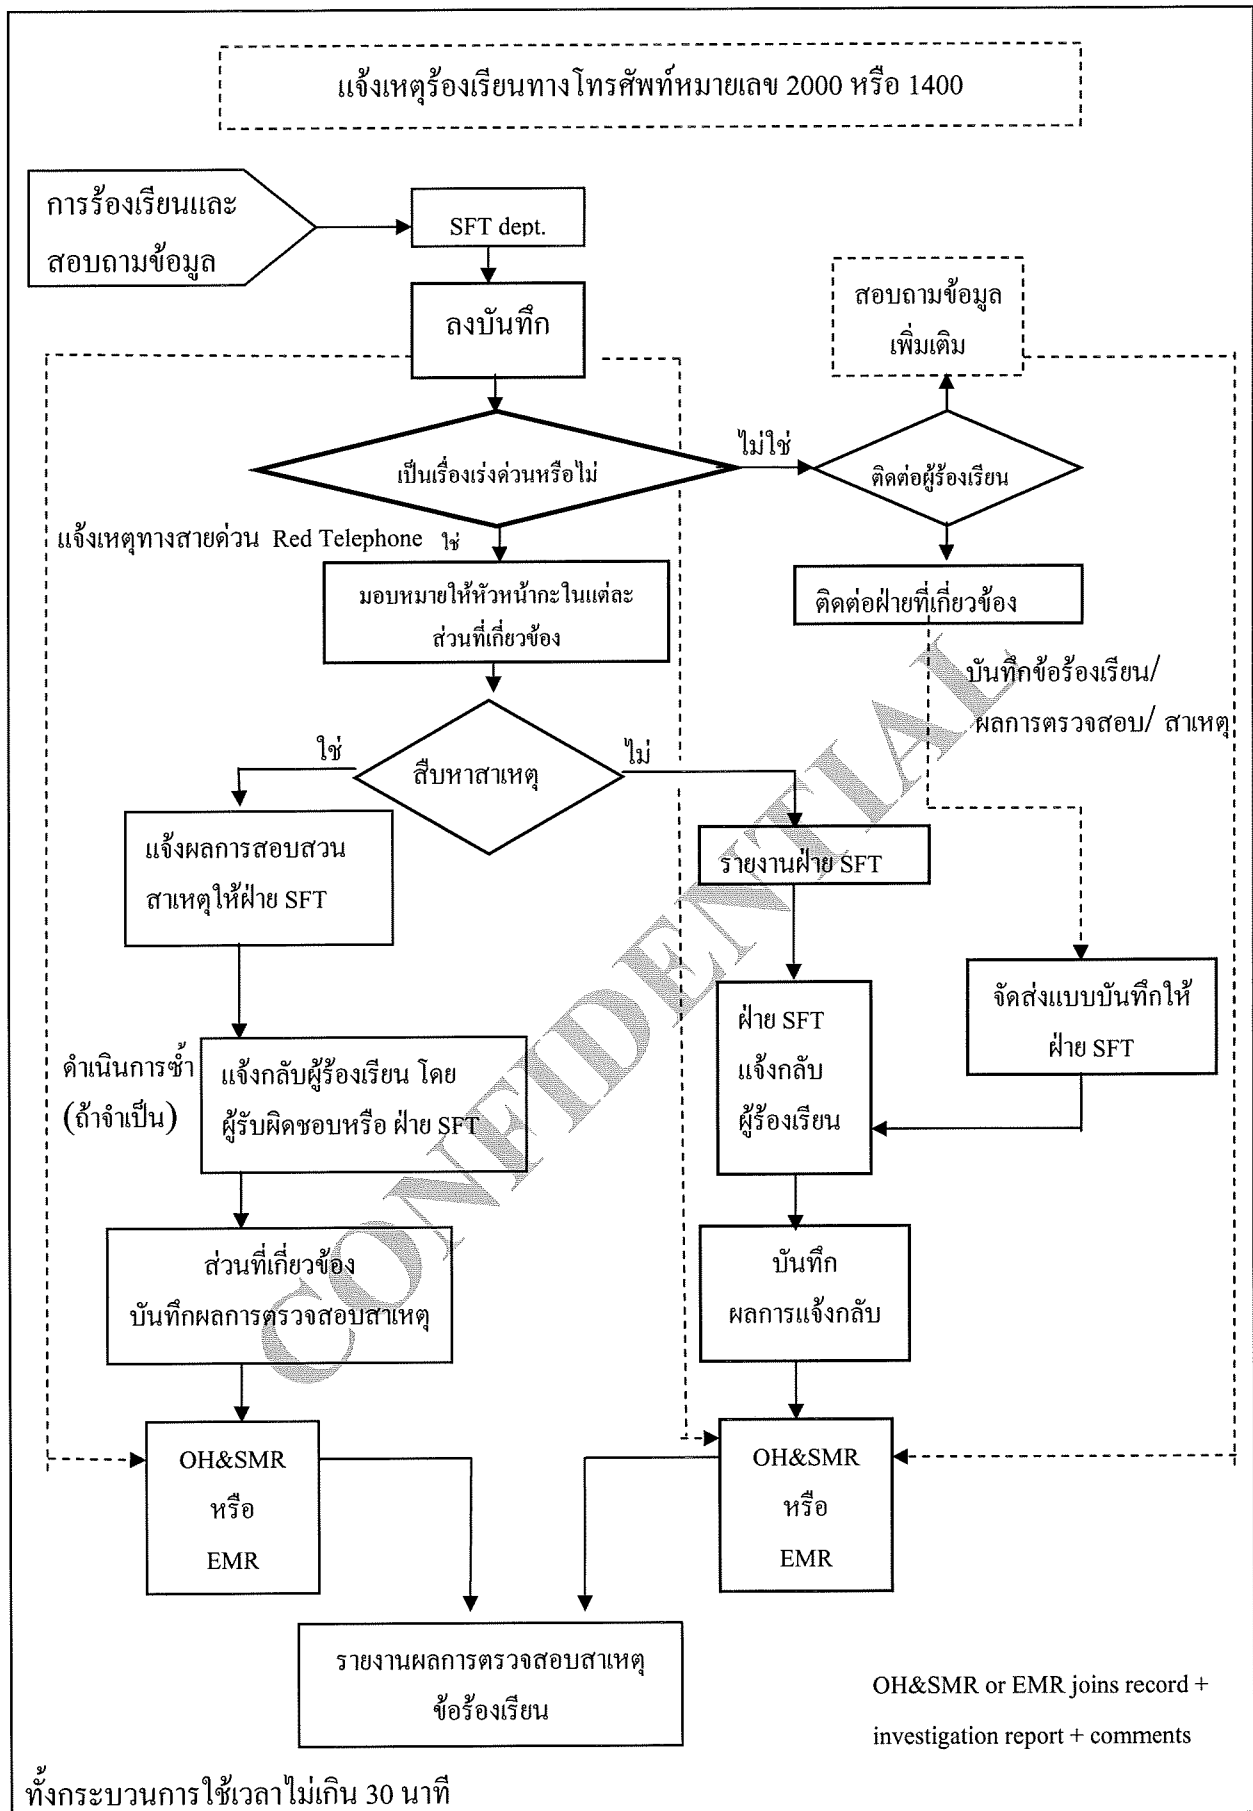 แจ้งเหตุร้องเรียนทางโทรศัพท์หมายเลข 2000 หรือ 1400
การร้องเรียนและ
สอบถามข้อมูล
SFT dept.
ลงบันทึก
สอบถามข้อมูล
เพิ่มเติม
เป็นเรื่องเร่งด่วนหรือไม่
ไม่ใช่
ติดต่อผู้ร้องเรียน
แจ้งเหตุทางสายด่วน Red Telephone ใช่
มอบหมายให้หัวหน้ากะในแต่ละ
ส่วนที่เกี่ยวข้อง
ติดต่อฝ่ายที่เกี่ยวข้อง
บันทึกข้อร้องเรียน/
ผลการตรวจสอบ/ สาเหตุ
ใช่
สืบหาสาเหตุ
ไม่
แจ้งผลการสอบสวน
สาเหตุให้ฝ่าย SFT
รายงานฝ่าย SFT
จัดส่งแบบบันทึกให้
ฝ่าย SFT
ฝ่าย SFT
แจ้งกลับ
ผู้ร้องเรียน
ดำเนินการซ้ำ
(ถ้าจำเป็น)
แจ้งกลับผู้ร้องเรียน โดย
ผู้รับผิดชอบหรือ ฝ่าย SFT
ส่วนที่เกี่ยวข้อง
บันทึกผลการตรวจสอบสาเหตุ
บันทึก
ผลการแจ้งกลับ
CONFIDENTIAL
OH&SMR
หรือ
EMR
OH&SMR
หรือ
EMR
รายงานผลการตรวจสอบสาเหตุ
ข้อร้องเรียน
OH&SMR or EMR joins record +
investigation report + comments
ทั้งกระบวนการใช้เวลาไม่เกิน 30 นาที